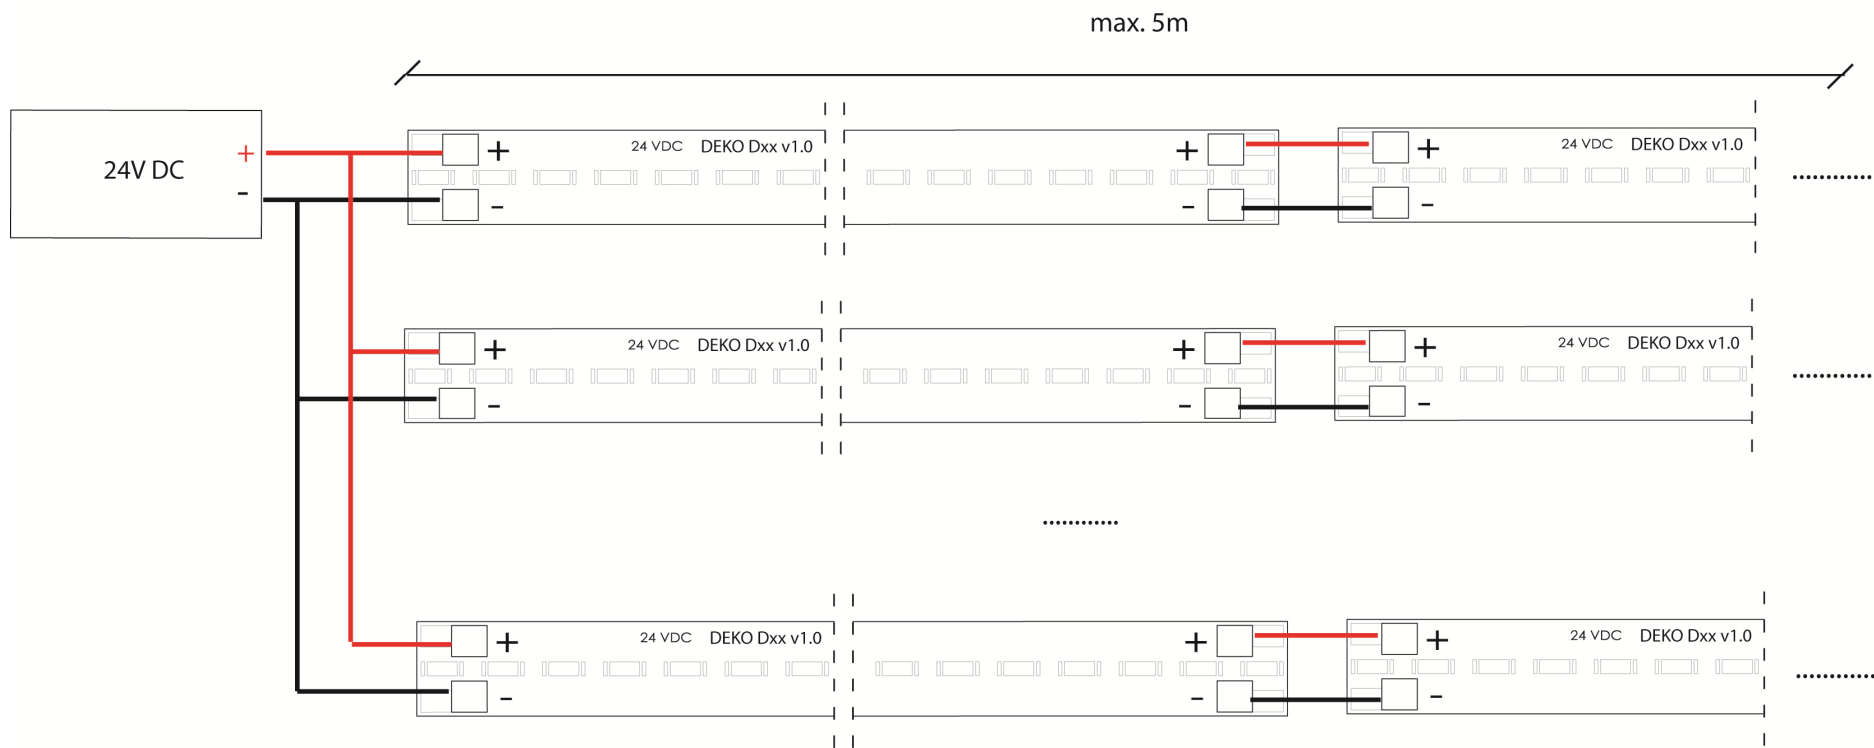 max. 5m
24V DC
+
-
+ 24 VDC DEKO Dxx v1.0
-
+
-
+ 24 VDC DEKO Dxx v1.0
-
+ 24 VDC DEKO Dxx v1.0
-
+
-
+ 24 VDC DEKO Dxx v1.0
-
+ 24 VDC DEKO Dxx v1.0
-
+
-
+ 24 VDC DEKO Dxx v1.0
-